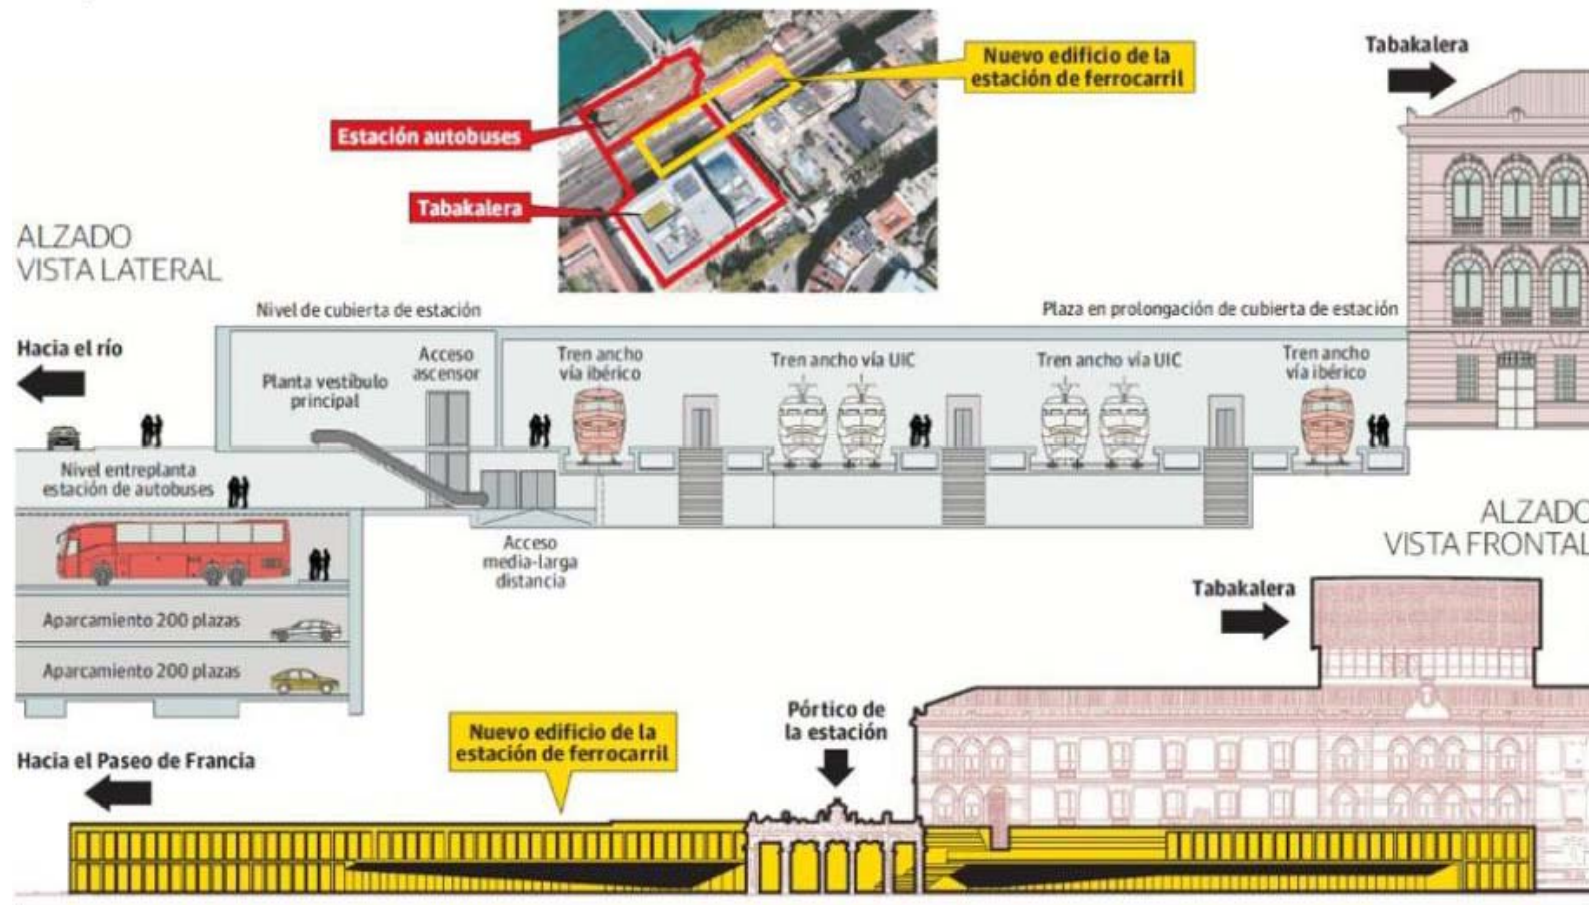 Nuevo edificio de la
estación de ferrocarril
Tabakalera
Estación autobuses
Tabakalera
ALZADO
VISTA LATERAL
Nivel de cubierta de estación
Plaza en prolongación de cubierta de estación
Hacia el río
Planta vestíbulo
principal
Acceso
ascensor
Tren ancho
vía ibérico
Tren ancho vía UIC
Tren ancho vía UIC
Tren ancho
vía ibérico
Nivel entreplanta
estación de autobuses
Acceso
media-larga
distancia
Aparcamiento 200 plazas
Aparcamiento 200 plazas
ALZADO
VISTA FRONTAL
Tabakalera
Nuevo edificio de la
estación de ferrocarril
Pórtico de
la estación
Hacia el Paseo de Francia